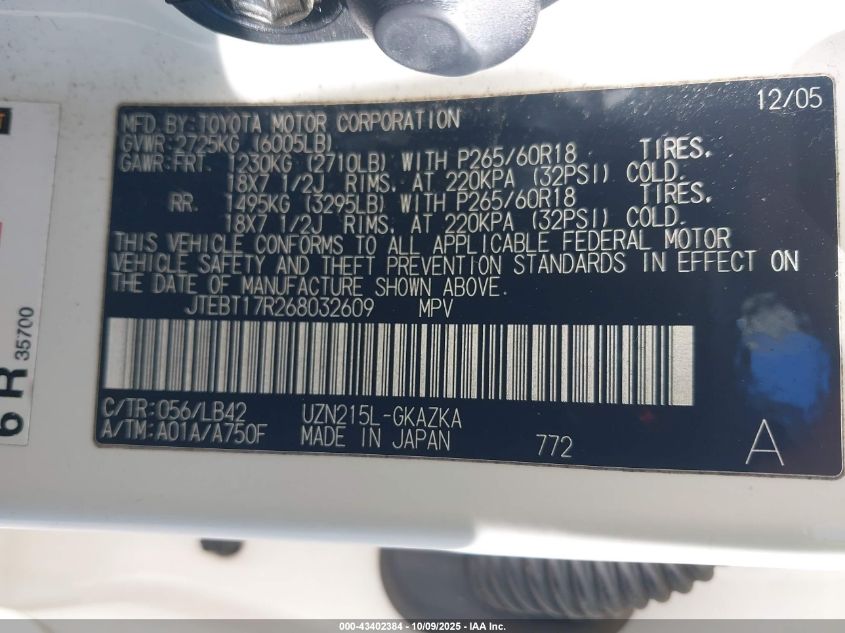 12/05
MFD. BY: TOYOTA MOTOR CORPORATION
GVWR: 2725KG (6005LB)
GAWR: FRT. 1230KG (2710LB) WITH P265/60R18 TIRES.
18X7 1/2J RIMS. AT 220KPA (32PSI) COLD.
RR. 1495KG (3295LB) WITH P265/60R18 TIRES.
18X7 1/2J RIMS. AT 220KPA (32PSI) COLD.
THIS VEHICLE CONFORMS TO ALL APPLICABLE FEDERAL MOTOR
VEHICLE SAFETY AND THEFT PREVENTION STANDARDS IN EFFECT ON
THE DATE OF MANUFACTURE SHOWN ABOVE.
JTEBT17R268032609 MPV
C/TR: 056/LB42 UZN215L-GKAZKA
A/TM: A01A/A750F MADE IN JAPAN 772 A
6 R 35700
000-43402384 - 10/09/2025 - IAA Inc.